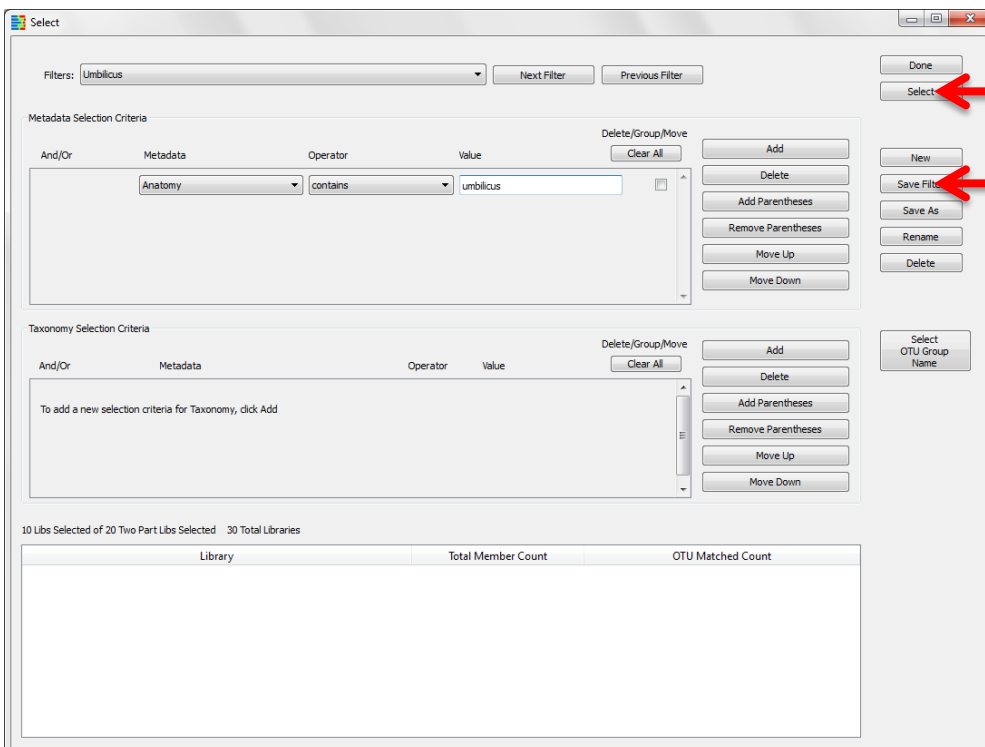 Select
Filters: Umbilicus Next Filter Previous Filter
Done
Select
Metadata Selection Criteria
Delete/Group/Move
And/Or Metadata Operator Value Clear All
Anatomy contains umbilicus
Add
Delete
Add Parentheses
Remove Parentheses
Move Up
Move Down
New
Save Filte
Save As
Rename
Delete
Taxonomy Selection Criteria
Delete/Group/Move
And/Or Metadata Operator Value Clear All
To add a new selection criteria for Taxonomy, click Add
Add
Delete
Add Parentheses
Remove Parentheses
Move Up
Move Down
Select
OTU Group
Name
10 Libs Selected of 20 Two Part Libs Selected 30 Total Libraries
Library Total Member Count OTU Matched Count